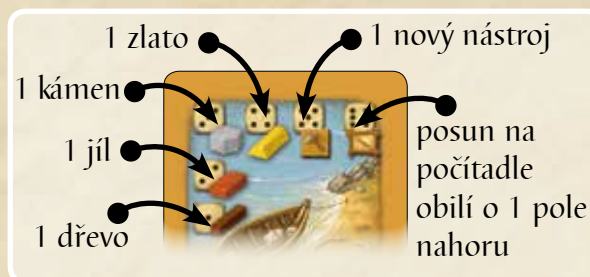 1 zlato
1 nový nástroj
1 kámen
1 jíl
1 dřevo
posun na
počítadle
obilí o 1 pole
nahoru